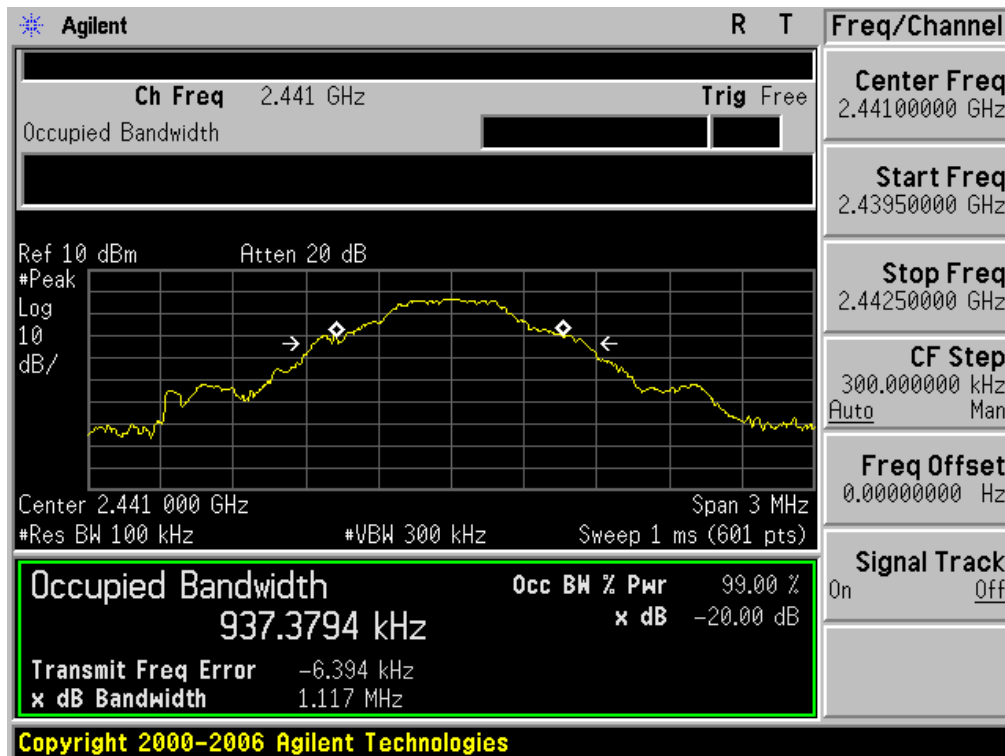 Agilent R T Freq/Channel
Ch Freq 2.441 GHz Trig Free
Occupied Bandwidth
Center Freq
2.44100000 GHz
Start Freq
2.43950000 GHz
Stop Freq
2.44250000 GHz
CF Step
300.000000 kHz
Auto Man
Freq Offset
0.00000000 Hz
Signal Track
On Off
Ref 10 dBm Atten 20 dB
#Peak
Log
10
dB/
Center 2.441 000 GHz Span 3 MHz
#Res BW 100 kHz #VBW 300 kHz Sweep 1 ms (601 pts)
Occupied Bandwidth Occ BW % Pwr 99.00 %
937.3794 kHz x dB -20.00 dB
Transmit Freq Error -6.394 kHz
x dB Bandwidth 1.117 MHz
Copyright 2000-2006 Agilent Technologies